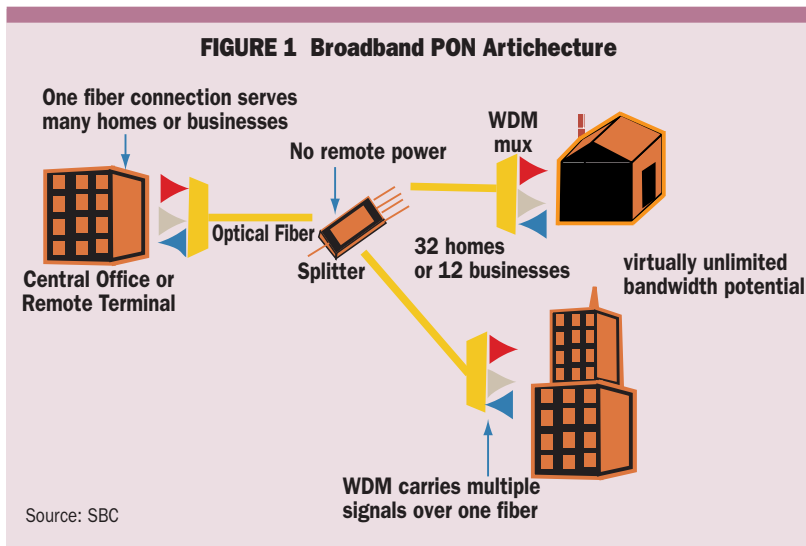 FIGURE 1 Broadband PON Artichecture
One fiber connection serves
many homes or businesses
No remote power
WDM
mux
Optical Fiber
Splitter
32 homes
or 12 businesses
Central Office or
Remote Terminal
virtually unlimited
bandwidth potential
WDM carries multiple
signals over one fiber
Source: SBC